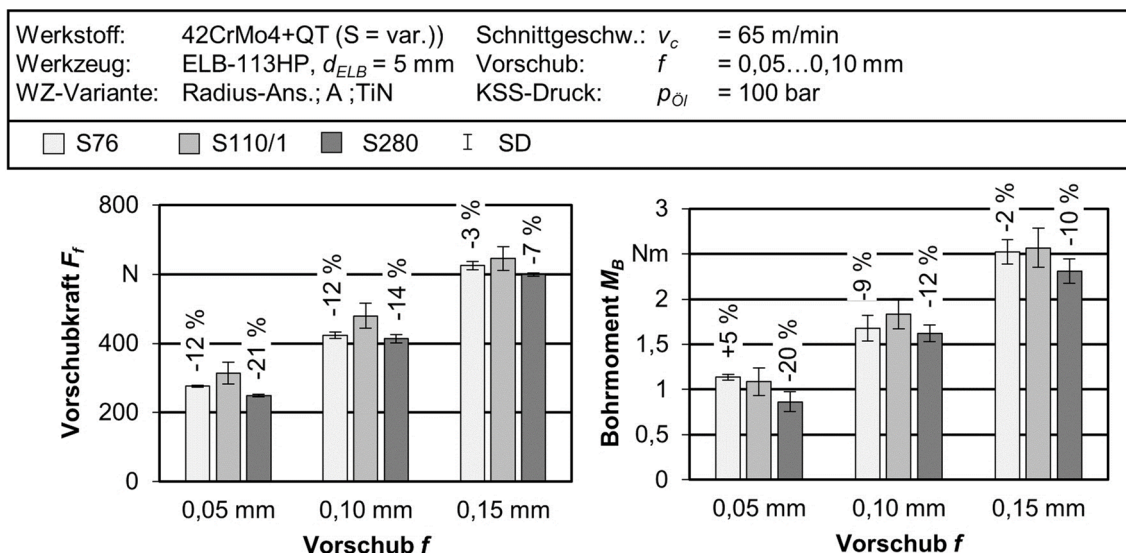 Werkstoff: 42CrMo4+QT (S = var.)) Schnittgeschw.: vc = 65 m/min
Werkzeug: ELB-113HP, dELB = 5 mm Vorschub: f = 0,05…0,10 mm
WZ-Variante: Radius-Ans.; A ;TiN KSS-Druck: pÖl = 100 bar
S76 S110/1 S280 SD
Vorschubkraft Ff
800
N
400
200
0
-12 %
-21 %
-12 %
-14 %
-3 %
-7 %
0,05 mm 0,10 mm 0,15 mm
Vorschub f
Bohrmoment MB
3
Nm
2
1,5
1
0,5
0
+5 %
-20 %
-9 %
-12 %
-2 %
-10 %
0,05 mm 0,10 mm 0,15 mm
Vorschub f